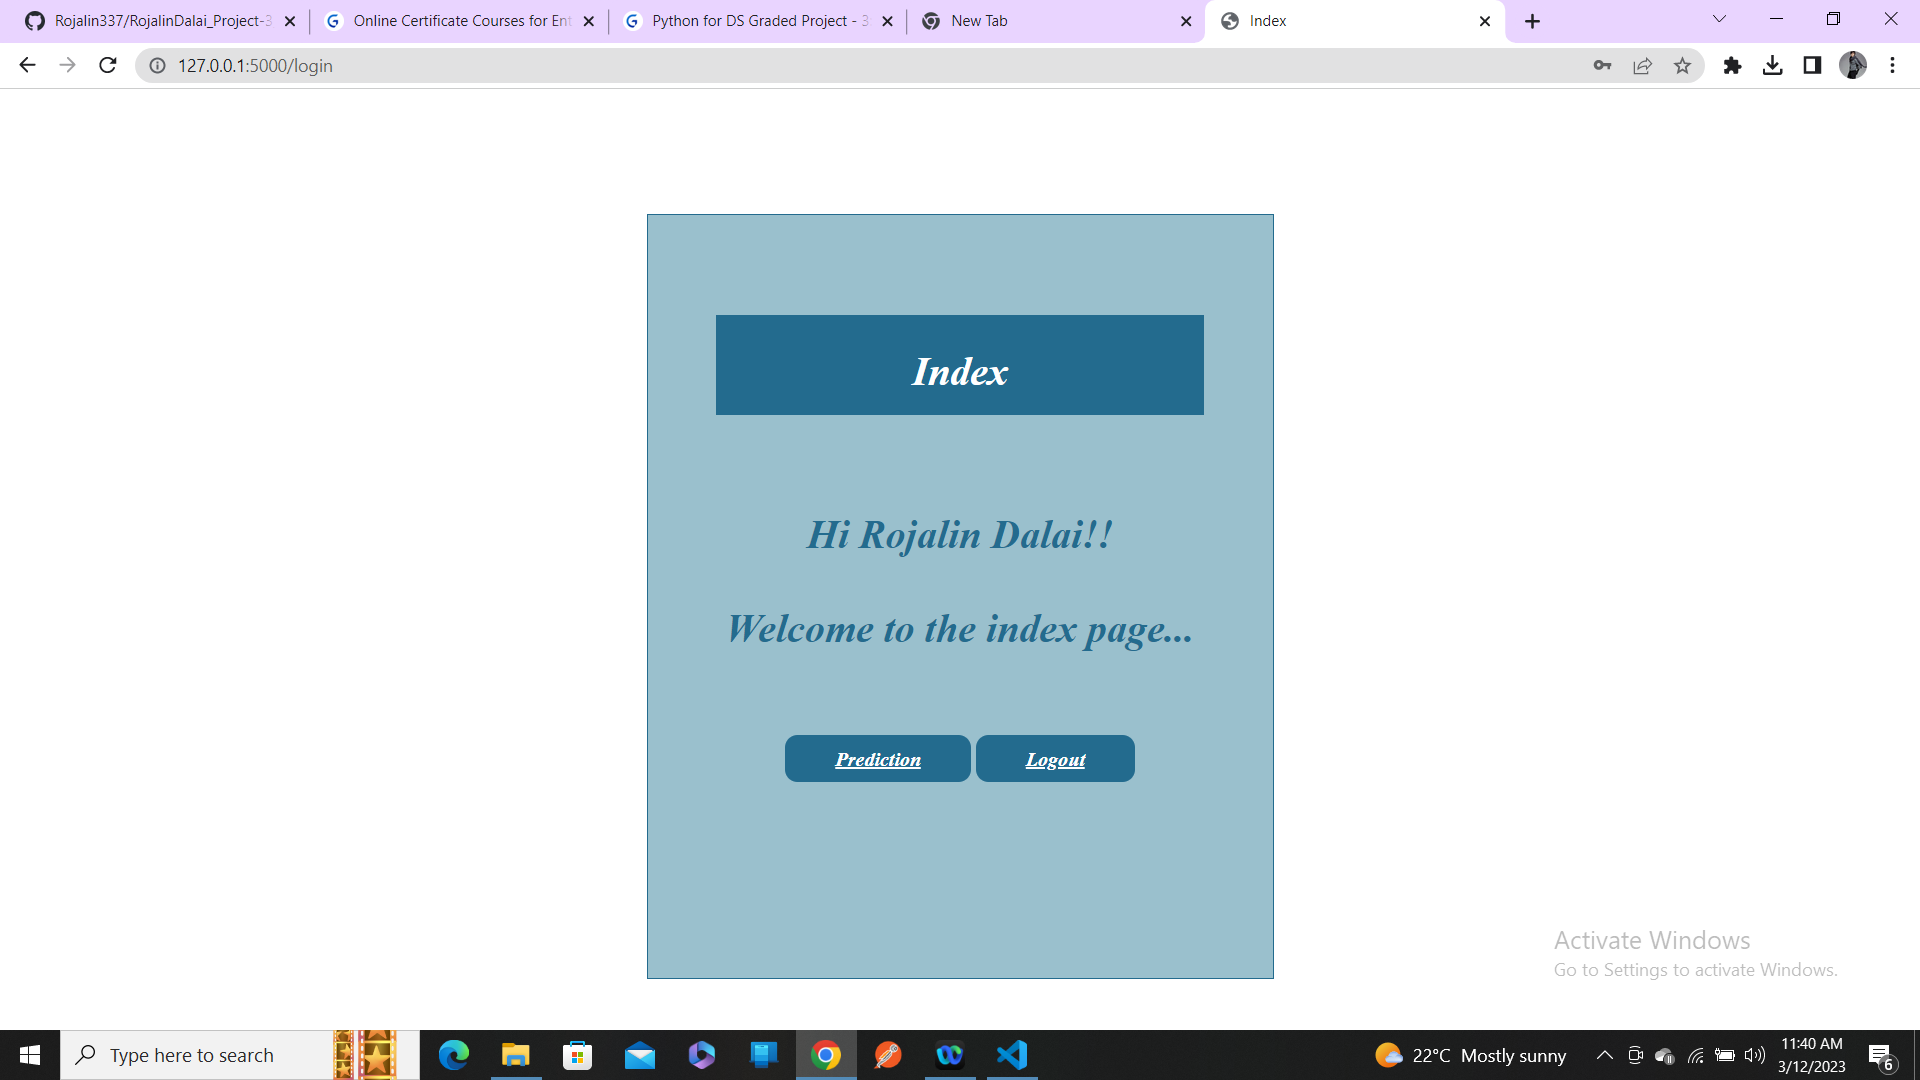 Rojalin337/RojalinDalai_Project-3
Online Certificate Courses for Ent
Python for DS Graded Project - 3
New Tab
Index
127.0.0.1:5000/login
Index
Hi Rojalin Dalai!!
Welcome to the index page...
Prediction Logout
Activate Windows
Go to Settings to activate Windows.
Type here to search
22°C Mostly sunny
11:40 AM
3/12/2023
6